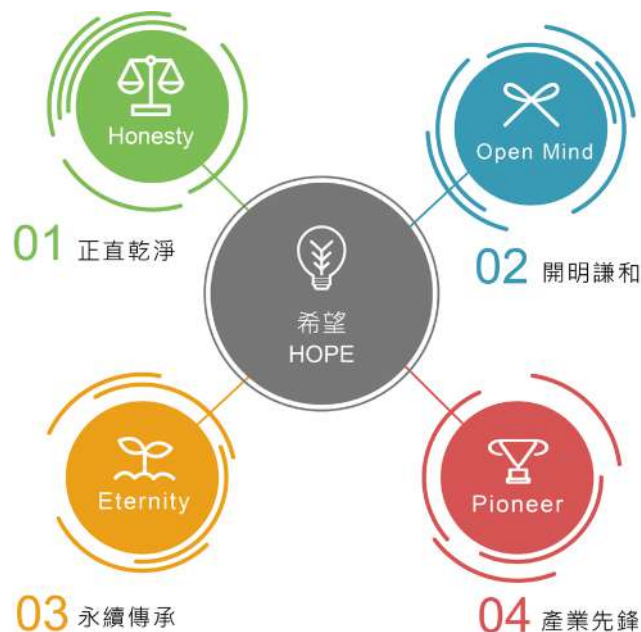 Honesty
01 正直乾淨
Open Mind
02 開明謙和
希望
HOPE
Eternity
03 永續傳承
Pioneer
04 產業先鋒